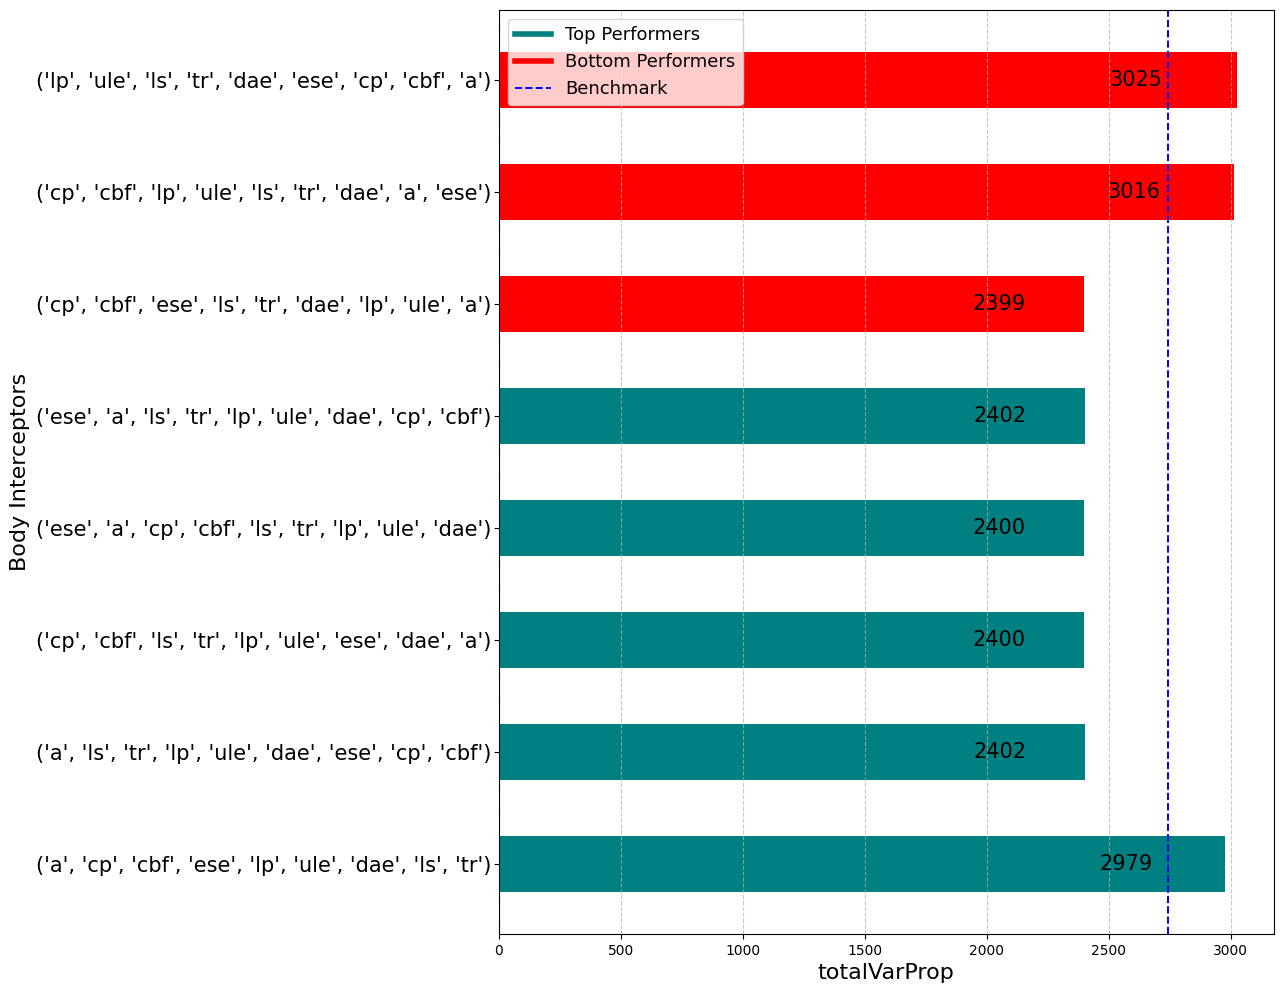 Top Performers
Bottom Performers
Benchmark
('lp', 'ule', 'ls', 'tr', 'dae', 'ese', 'cp', 'cbf', 'a')
3025
('cp', 'cbf', 'lp', 'ule', 'ls', 'tr', 'dae', 'a', 'ese')
3016
('cp', 'cbf', 'ese', 'ls', 'tr', 'dae', 'lp', 'ule', 'a')
2399
('ese', 'a', 'ls', 'tr', 'lp', 'ule', 'dae', 'cp', 'cbf')
2402
('ese', 'a', 'cp', 'cbf', 'ls', 'tr', 'lp', 'ule', 'dae')
2400
('cp', 'cbf', 'ls', 'tr', 'lp', 'ule', 'ese', 'dae', 'a')
2400
('a', 'ls', 'tr', 'lp', 'ule', 'dae', 'ese', 'cp', 'cbf')
2402
('a', 'cp', 'cbf', 'ese', 'lp', 'ule', 'dae', 'ls', 'tr')
2979
Body Interceptors
0 500 1000 1500 2000 2500 3000
totalVarProp